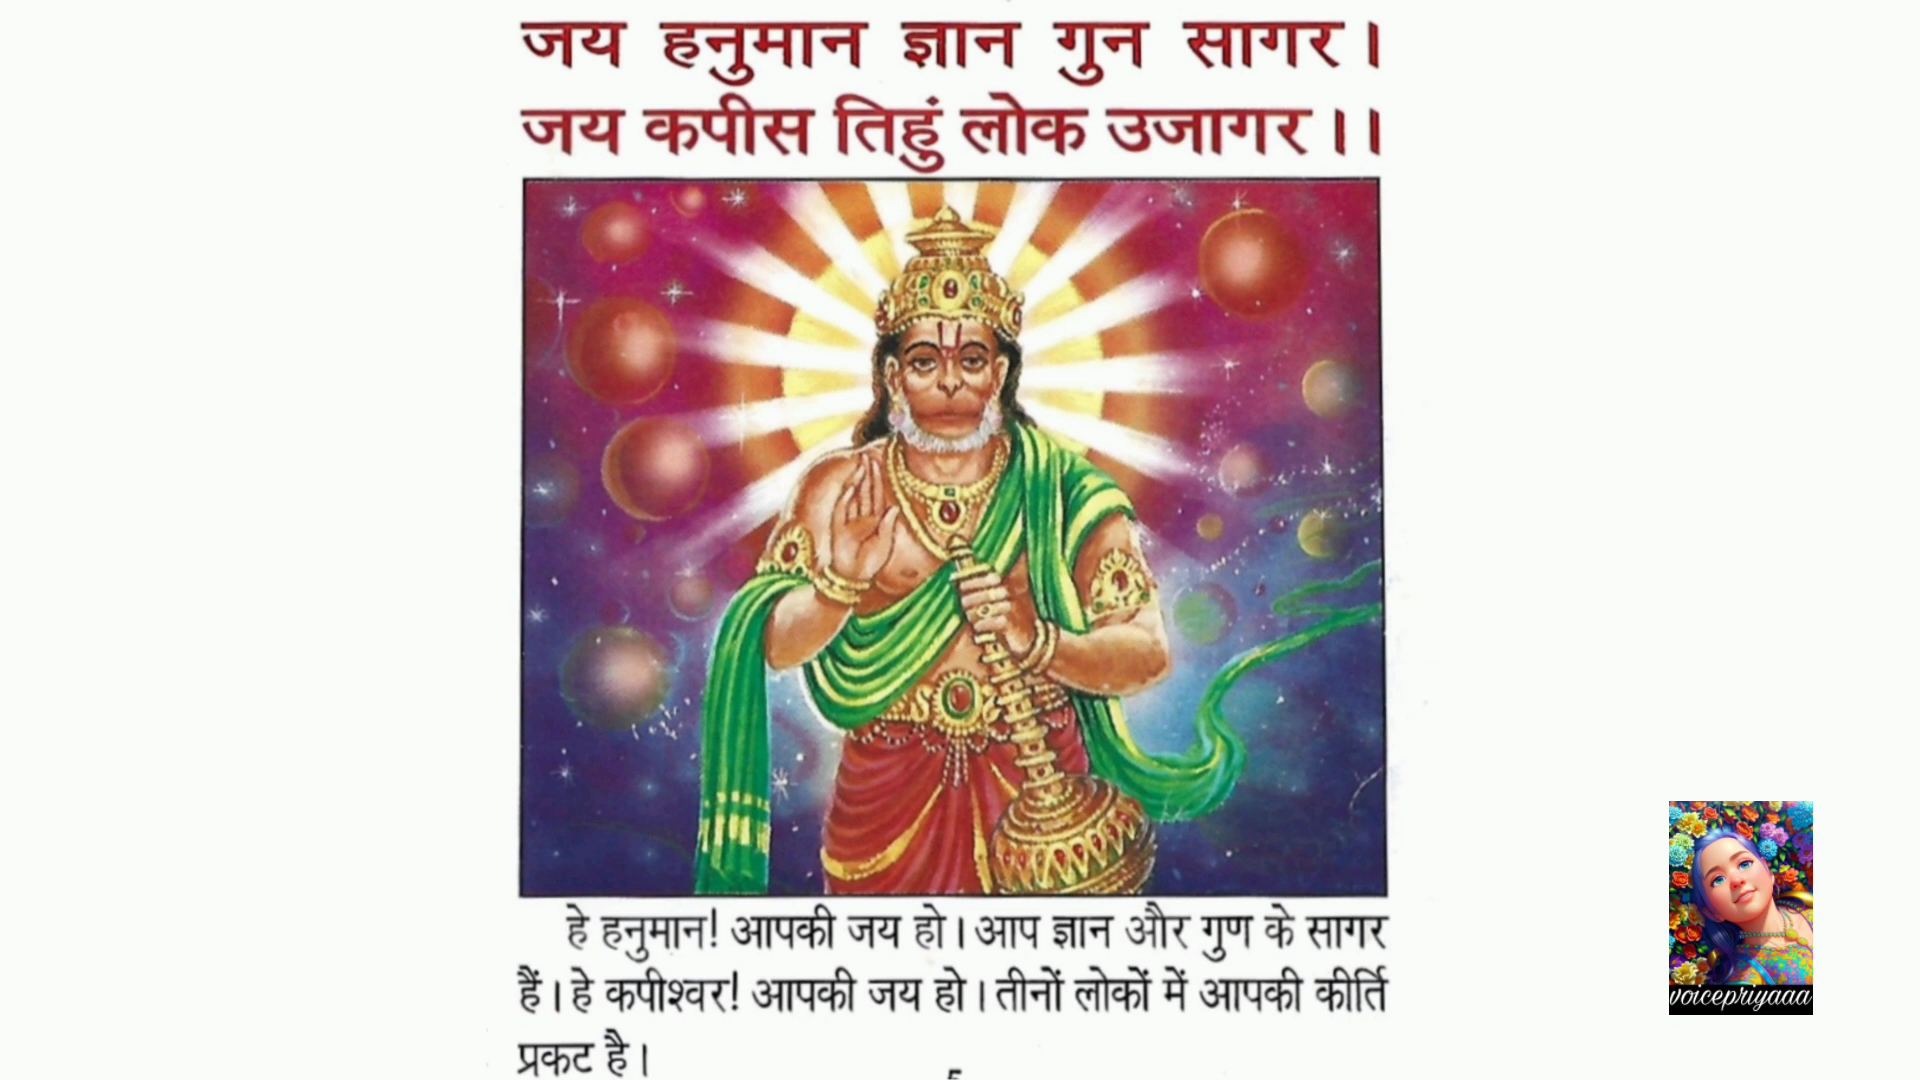 जय हनुमान ज्ञान गुन सागर।
जय कपीस तिहुं लोक उजागर।।
हे हनुमान! आपकी जय हो। आप ज्ञान और गुण के सागर
हैं। हे कपीश्वर! आपकी जय हो। तीनों लोकों में आपकी कीर्ति
प्रकट है।
voicepriyaaa